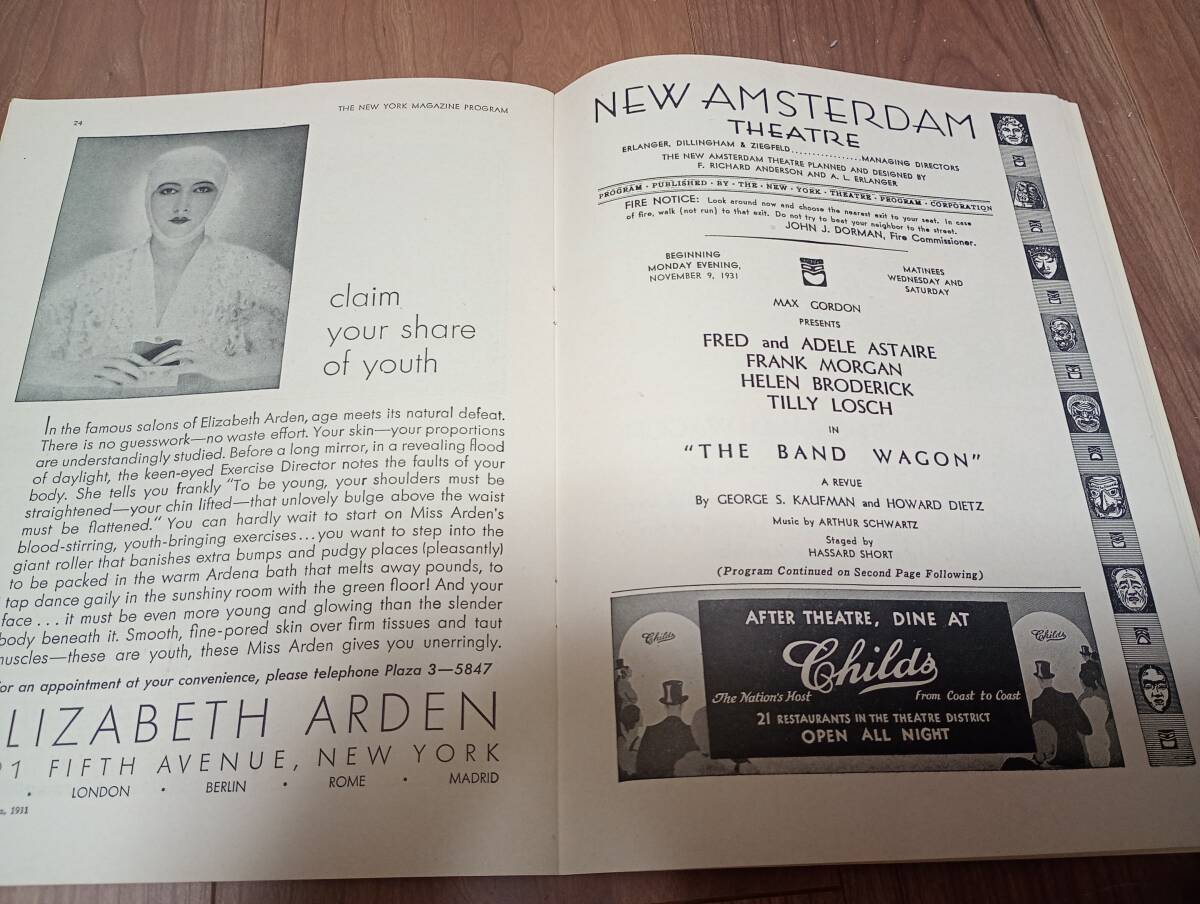 24
THE NEW YORK MAGAZINE PROGRAM
claim
your share
of youth
In the famous salons of Elizabeth Arden, age meets its natural defeat.
There is no guesswork—no waste effort. Your skin—your proportions
are understandingly studied. Before a long mirror, in a revealing flood
of daylight, the keen-eyed Exercise Director notes the faults of your
body. She tells you frankly "To be young, your shoulders must be
straightened—your chin lifted—that unlovely bulge above the waist
must be flattened." You can hardly wait to start on Miss Arden's
blood-stirring, youth-bringing exercises...you want to step into the
giant roller that banishes extra bumps and pudgy places (pleasantly)
to be packed in the warm Ardena bath that melts away pounds, to
tap dance gaily in the sunshiny room with the green floor! And your
face... it must be even more young and glowing than the slender
body beneath it. Smooth, fine-pored skin over firm tissues and taut
muscles—these are youth, these Miss Arden gives you unerringly.
For an appointment at your convenience, please telephone Plaza 3—5847
LIZABETH ARDEN
91 FIFTH AVENUE, NEW YORK
• LONDON • BERLIN • ROME • MADRID
1931
NEW AMSTERDAM
THEATRE
ERLANGER, DILLINGHAM & ZIEGFELD................MANAGING DIRECTORS
THE NEW AMSTERDAM THEATRE PLANNED AND DESIGNED BY
F. RICHARD ANDERSON AND A. L. ERLANGER
PROGRAM · PUBLISHED · BY · THE · NEW · YORK · THEATRE · PROGRAM · CORPORATION
FIRE NOTICE: Look around now and choose the nearest exit to your seat. In case
of fire, walk (not run) to that exit. Do not try to beat your neighbor to the street.
JOHN J. DORMAN, Fire Commissioner.
BEGINNING
MONDAY EVENING,
NOVEMBER 9, 1931
MATINEES
WEDNESDAY AND
SATURDAY
MAX GORDON
PRESENTS
FRED and ADELE ASTAIRE
FRANK MORGAN
HELEN BRODERICK
TILLY LOSCH
IN
"THE BAND WAGON"
A REVUE
By GEORGE S. KAUFMAN and HOWARD DIETZ
Music by ARTHUR SCHWARTZ
Staged by
HASSARD SHORT
(Program Continued on Second Page Following)
Childs
Childs
AFTER THEATRE, DINE AT
Childs
The Nation's Host From Coast to Coast
21 RESTAURANTS IN THE THEATRE DISTRICT
OPEN ALL NIGHT